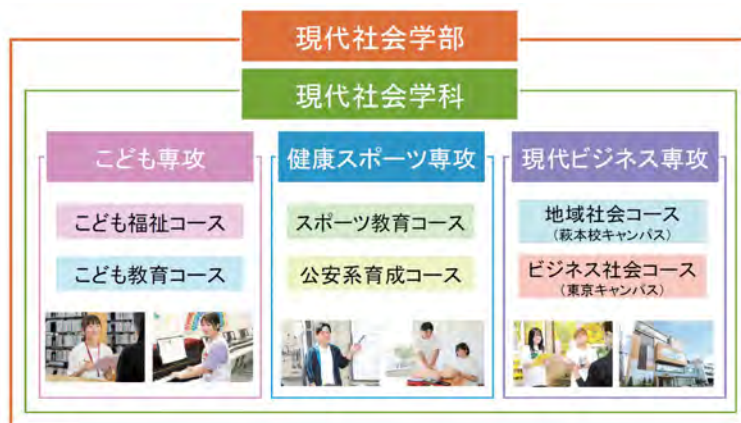 現代社会学部
現代社会学科
こども専攻
こども福祉コース
こども教育コース
健康スポーツ専攻
スポーツ教育コース
公安系育成コース
現代ビジネス専攻
地域社会コース
（萩本校キャンパス）
ビジネス社会コース
（東京キャンパス）